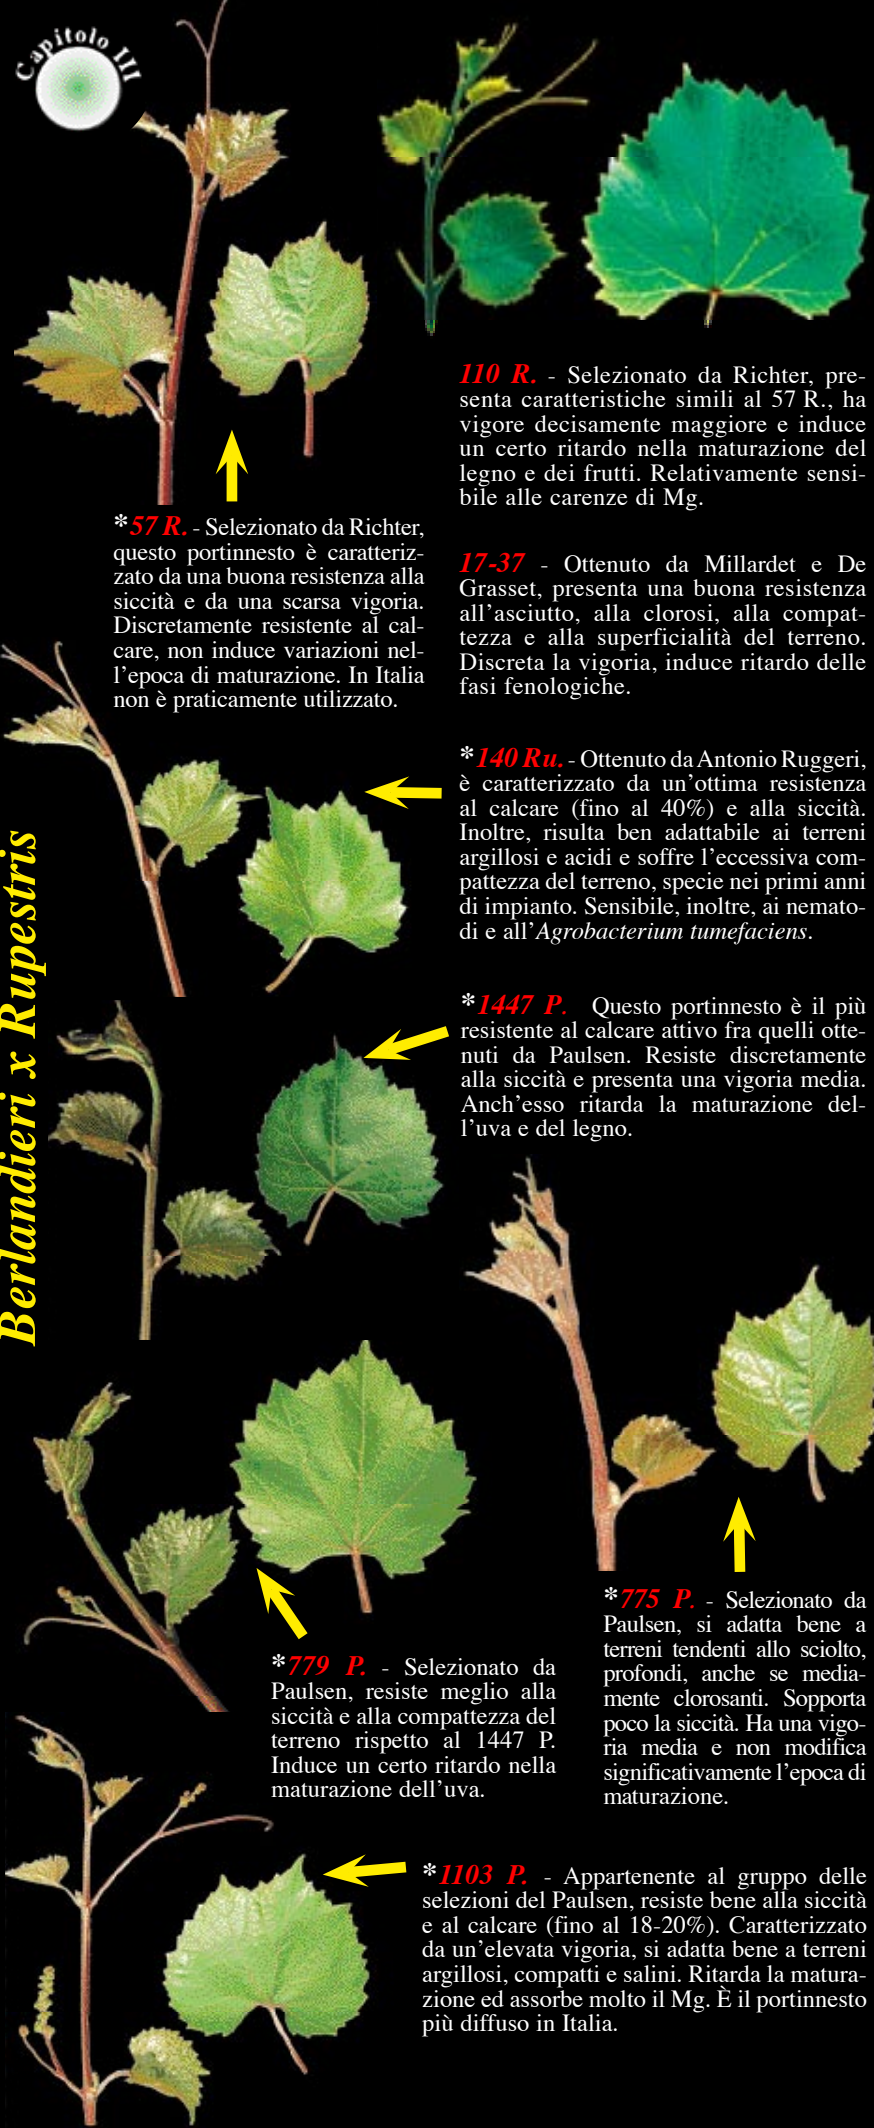 Capitolo III
110 R. - Selezionato da Richter, pre-
senta caratteristiche simili al 57 R., ha
vigore decisamente maggiore e induce
un certo ritardo nella maturazione del
legno e dei frutti. Relativamente sensi-
bile alle carenze di Mg.
*57 R. - Selezionato da Richter,
questo portinnesto è caratteriz-
zato da una buona resistenza alla
siccità e da una scarsa vigoria.
Discretamente resistente al cal-
care, non induce variazioni nel-
l'epoca di maturazione. In Italia
non è praticamente utilizzato.
17-37 - Ottenuto da Millardet e De
Grasset, presenta una buona resistenza
all'asciutto, alla clorosi, alla compat-
tezza e alla superficialità del terreno.
Discreta la vigoria, induce ritardo delle
fasi fenologiche.
*140 Ru. - Ottenuto da Antonio Ruggeri,
è caratterizzato da un'ottima resistenza
al calcare (fino al 40%) e alla siccità.
Inoltre, risulta ben adattabile ai terreni
argillosi e acidi e soffre l'eccessiva com-
pattezza del terreno, specie nei primi anni
di impianto. Sensibile, inoltre, ai nemato-
di e all'Agrobacterium tumefaciens.
Berlandieri x Rupestris
*1447 P. Questo portinnesto è il più
resistente al calcare attivo fra quelli otte-
nuti da Paulsen. Resiste discretamente
alla siccità e presenta una vigoria media.
Anch'esso ritarda la maturazione del-
l'uva e del legno.
*775 P. - Selezionato da
Paulsen, si adatta bene a
terreni tendenti allo sciolto,
profondi, anche se media-
mente clorosanti. Sopporta
poco la siccità. Ha una vigo-
ria media e non modifica
significativamente l'epoca di
maturazione.
*779 P. - Selezionato da
Paulsen, resiste meglio alla
siccità e alla compattezza del
terreno rispetto al 1447 P.
Induce un certo ritardo nella
maturazione dell'uva.
*1103 P. - Appartenente al gruppo delle
selezioni del Paulsen, resiste bene alla siccità
e al calcare (fino al 18-20%). Caratterizzato
da un'elevata vigoria, si adatta bene a terreni
argillosi, compatti e salini. Ritarda la matura-
zione ed assorbe molto il Mg. È il portinnesto
più diffuso in Italia.